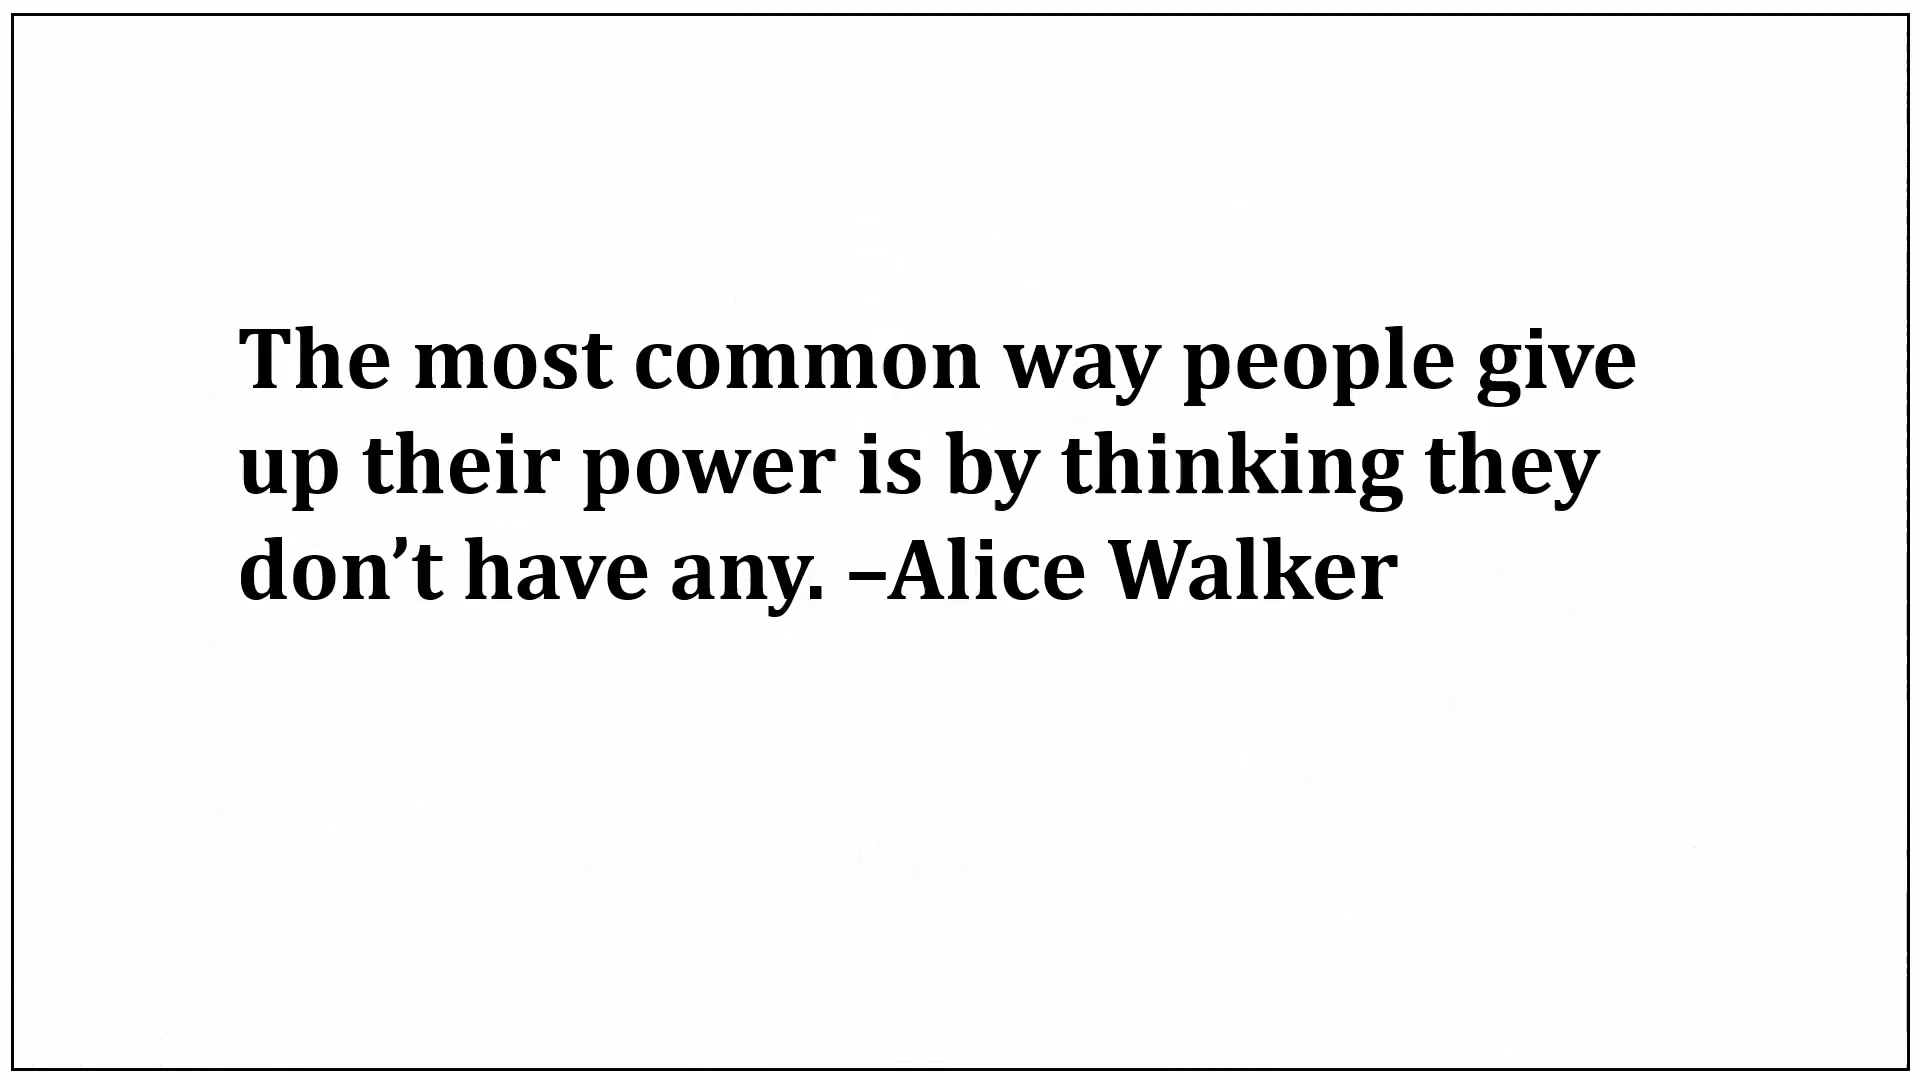 The most common way people give
up their power is by thinking they
don’t have any. –Alice Walker